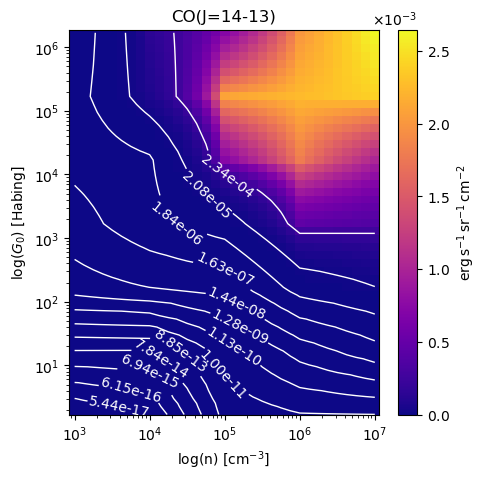 CO(J=14-13)
×10⁻³
10⁶
10⁵
10⁴
10³
10²
10¹
log(G₀) [Habing]
2.34e-04
2.08e-05
1.84e-06
1.63e-07
1.44e-08
1.28e-09
1.13e-10
1.00e-11
8.85e-13
7.84e-14
6.94e-15
6.15e-16
5.44e-17
10³ 10⁴ 10⁵ 10⁶ 10⁷
log(n) [cm⁻³]
2.5
2.0
1.5
1.0
0.5
0.0
erg s⁻¹ sr⁻¹ cm⁻²